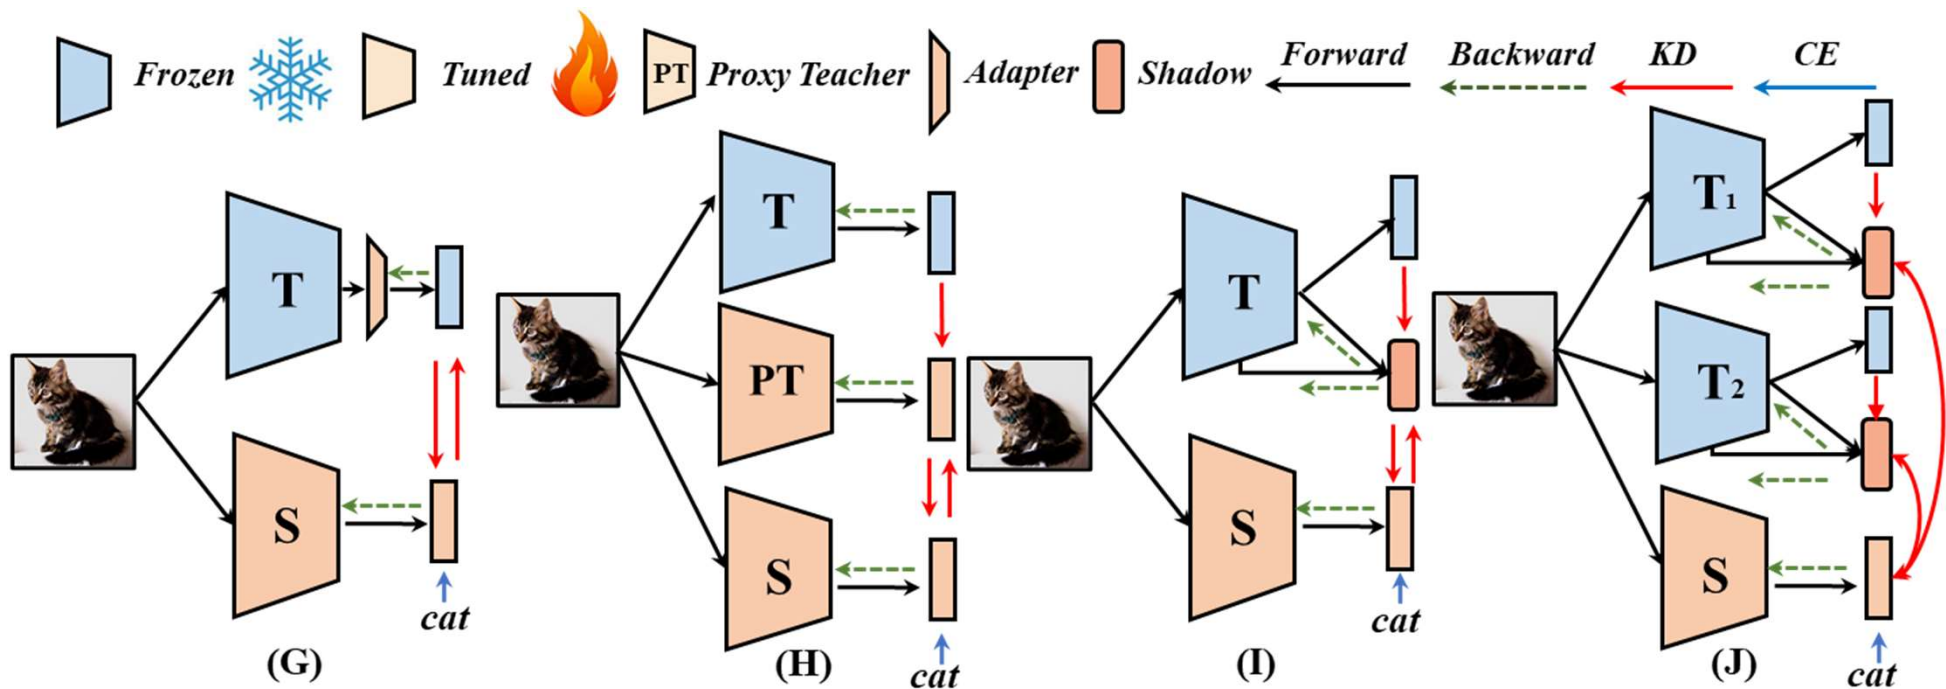 Frozen Tuned PT Proxy Teacher Adapter Shadow Forward Backward KD CE
T
S
cat
(G)
T
PT
S
cat
(H)
T
S
cat
(I)
T1
T2
S
cat
(J)